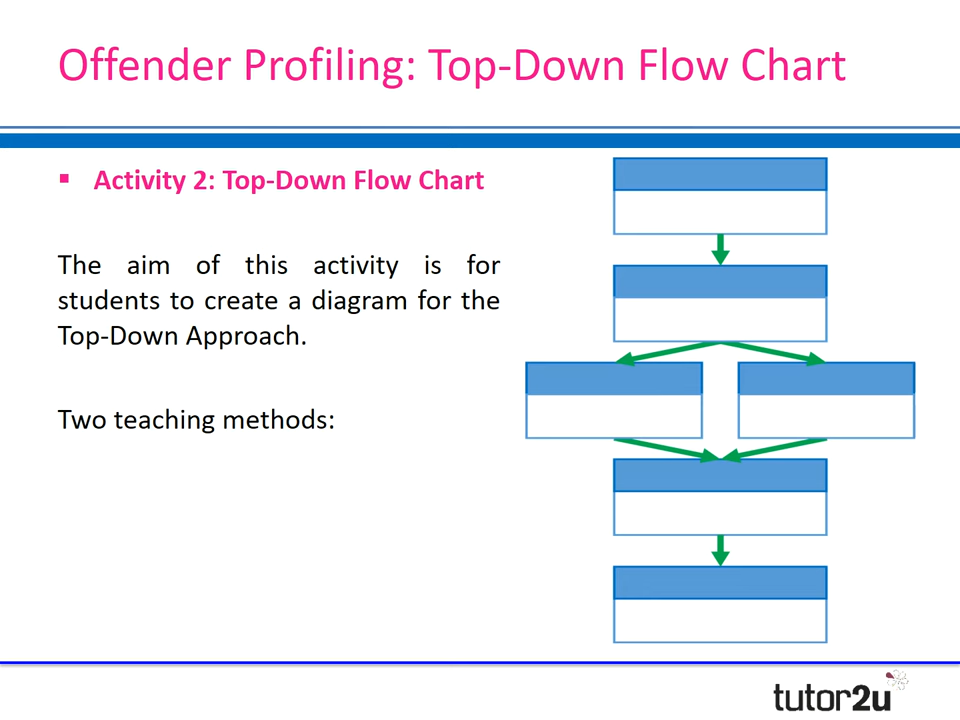 Offender Profiling: Top-Down Flow Chart
Activity 2: Top-Down Flow Chart
The aim of this activity is for
students to create a diagram for the
Top-Down Approach.
Two teaching methods:
tutor2u